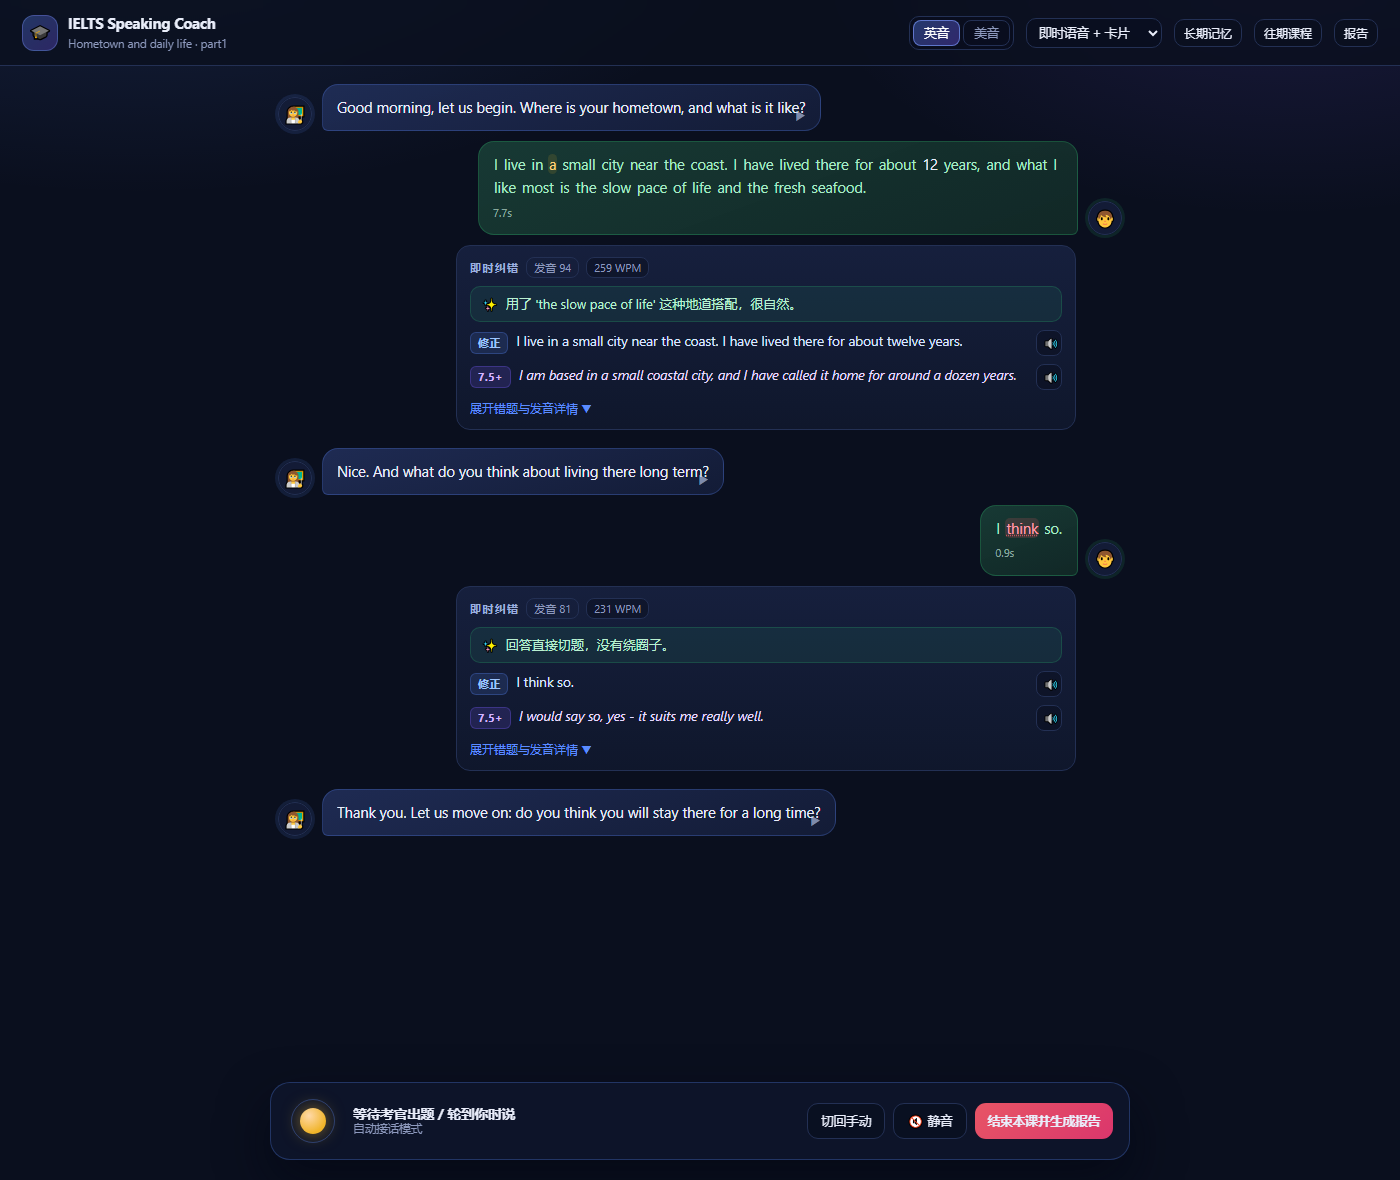 IELTS Speaking Coach
Hometown and daily life · part1
英音 美音 即时语音 + 卡片 长期记忆 往期课程 报告
Good morning, let us begin. Where is your hometown, and what is it like?
I live in a small city near the coast. I have lived there for about 12 years, and what I
like most is the slow pace of life and the fresh seafood.
7.7s
即时纠错 发音 94 259 WPM
用了 'the slow pace of life' 这种地道搭配，很自然。
修正 I live in a small city near the coast. I have lived there for about twelve years.
7.5+ I am based in a small coastal city, and I have called it home for around a dozen years.
展开错题与发音详情 ▼
Nice. And what do you think about living there long term?
I think so.
0.9s
即时纠错 发音 81 231 WPM
回答直接切题，没有绕圈子。
修正 I think so.
7.5+ I would say so, yes - it suits me really well.
展开错题与发音详情 ▼
Thank you. Let us move on: do you think you will stay there for a long time?
等待考官出题 / 轮到你时说
自动接话模式
切回手动 静音 结束本课并生成报告